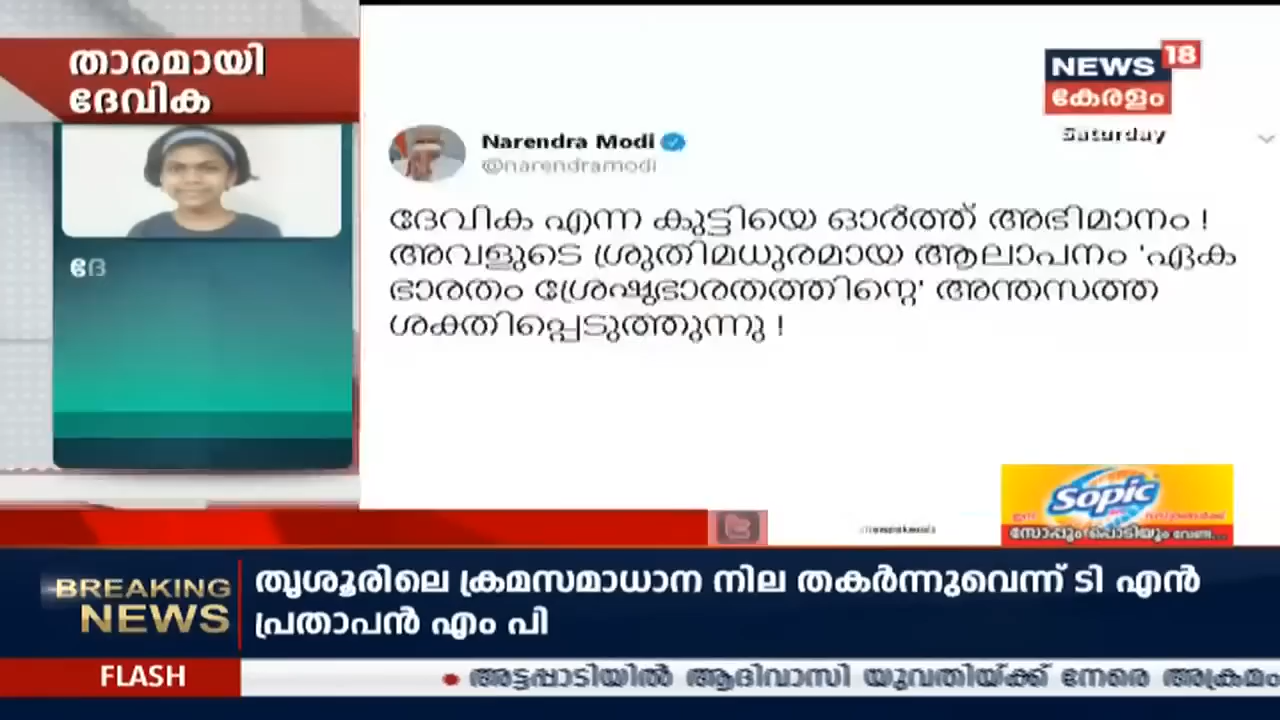 താരമായി
ദേവിക
ദേ
NEWS 18
കേരളം
Saturday
Narendra Modi
@narendramodi
ദേവിക എന്ന കുട്ടിയെ ഓർത്ത് അഭിമാനം !
അവളുടെ ശ്രുതിമധുരമായ ആലാപനം 'ഏക
ഭാരതം ശ്രേഷ്ഠഭാരതത്തിന്റെ' അന്തസത്ത
ശക്തിപ്പെടുത്തുന്നു !
Sopic
സോപ്പും പൊടിയും വേണ്ട...
BREAKING
NEWS
തൃശൂരിലെ ക്രമസമാധാന നില തകർന്നുവെന്ന് ടി എൻ
പ്രതാപൻ എം പി
FLASH
അട്ടപ്പാടിയിൽ ആദിവാസി യുവതിയ്ക്ക് നേരെ അക്രമം